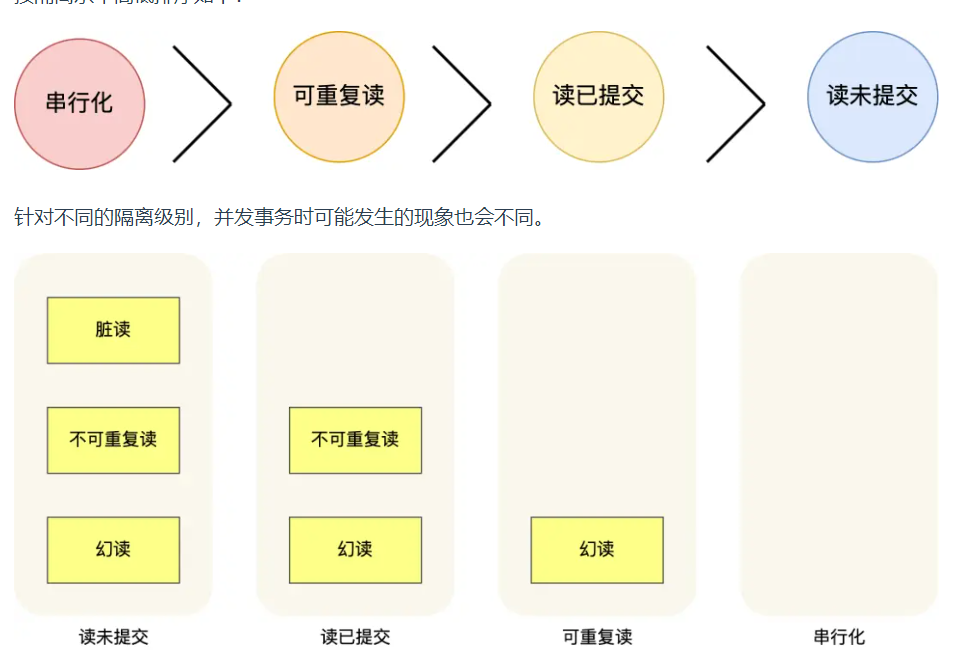 串行化
可重复读
读已提交
读未提交
针对不同的隔离级别，并发事务时可能发生的现象也会不同。
脏读
不可重复读
不可重复读
幻读
幻读
幻读
读未提交
读已提交
可重复读
串行化